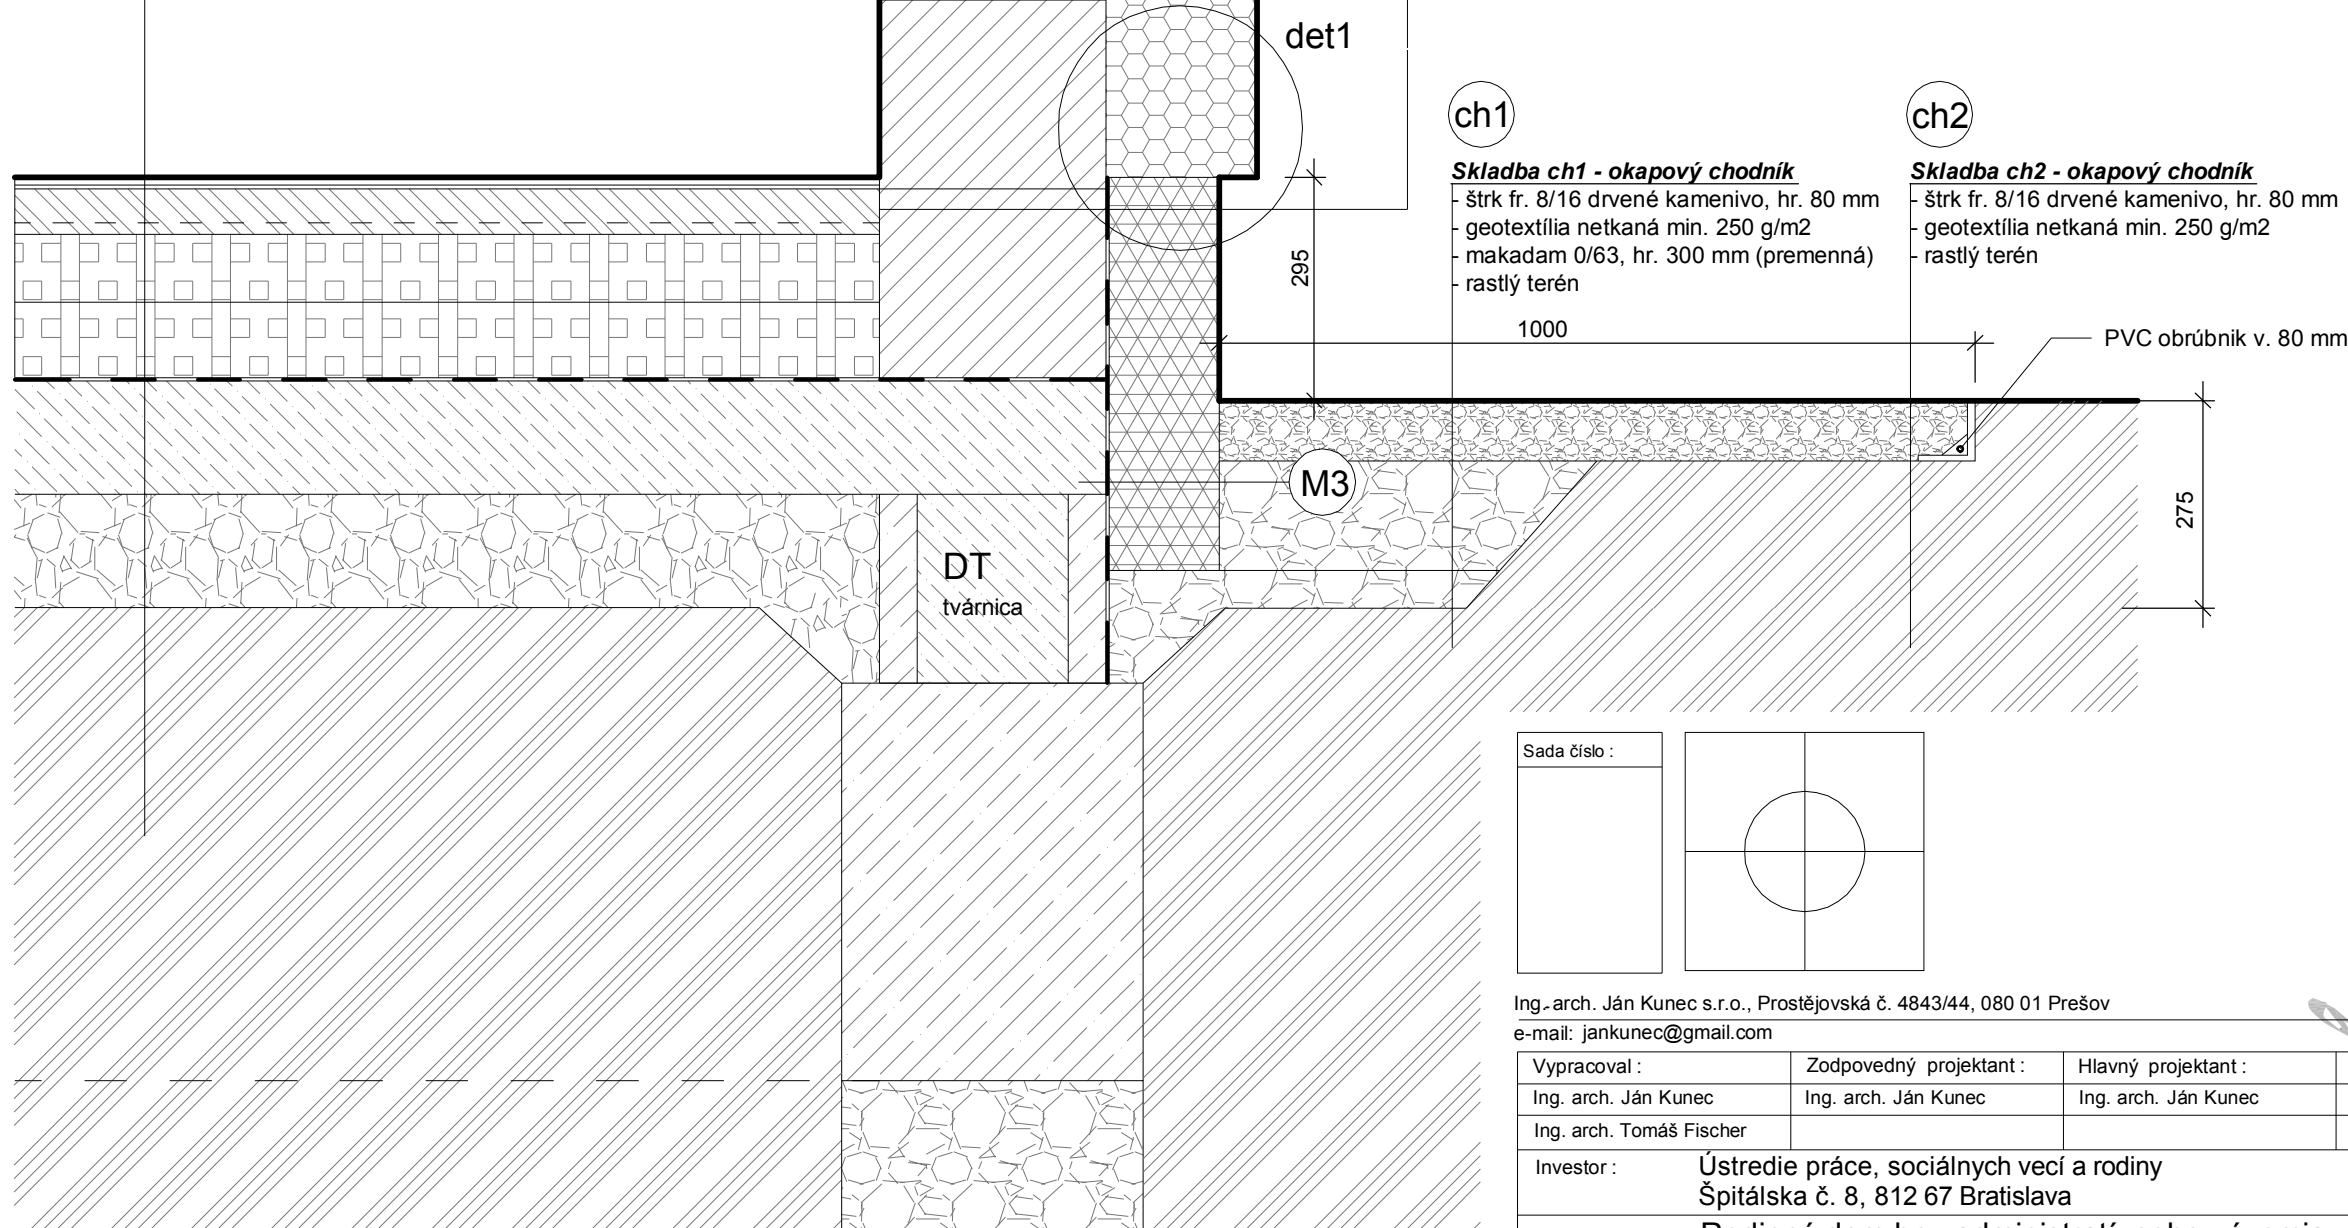 det1
ch1
Skladba ch1 - okapový chodník
- štrk fr. 8/16 drvené kamenivo, hr. 80 mm
- geotextília netkaná min. 250 g/m2
- makadam 0/63, hr. 300 mm (premenná)
- rastlý terén
ch2
Skladba ch2 - okapový chodník
- štrk fr. 8/16 drvené kamenivo, hr. 80 mm
- geotextília netkaná min. 250 g/m2
- rastlý terén
295
1000
PVC obrúbnik v. 80 mm
M3
275
DT
tvárnica
Sada číslo :
Ing. arch. Ján Kunec s.r.o., Prostějovská č. 4843/44, 080 01 Prešov
e-mail: jankunec@gmail.com
Vypracoval : Zodpovedný projektant : Hlavný projektant :
Ing. arch. Ján Kunec Ing. arch. Ján Kunec Ing. arch. Ján Kunec
Ing. arch. Tomáš Fischer
Investor : Ústredie práce, sociálnych vecí a rodiny
Špitálska č. 8, 812 67 Bratislava